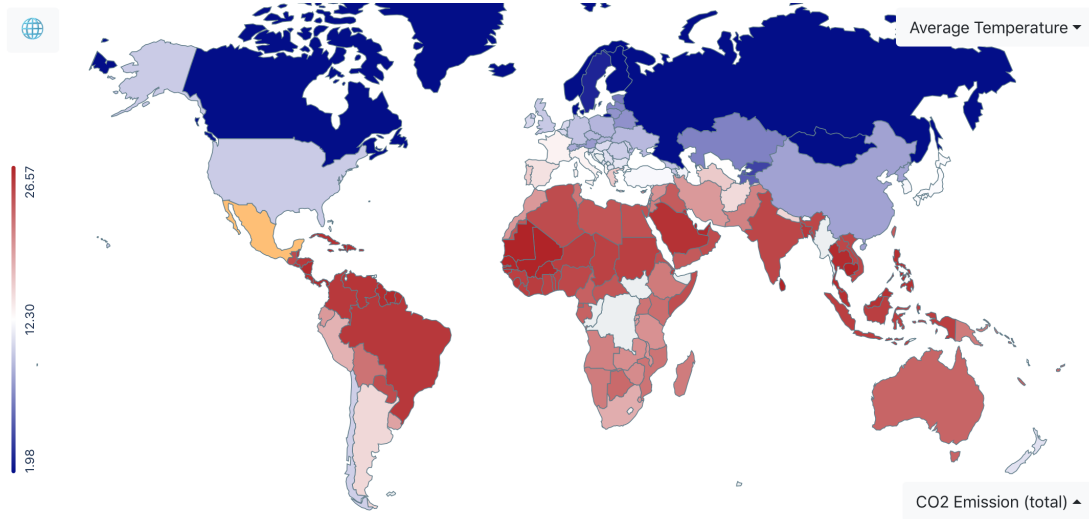 Average Temperature
26.57
12.30
1.98
CO2 Emission (total)